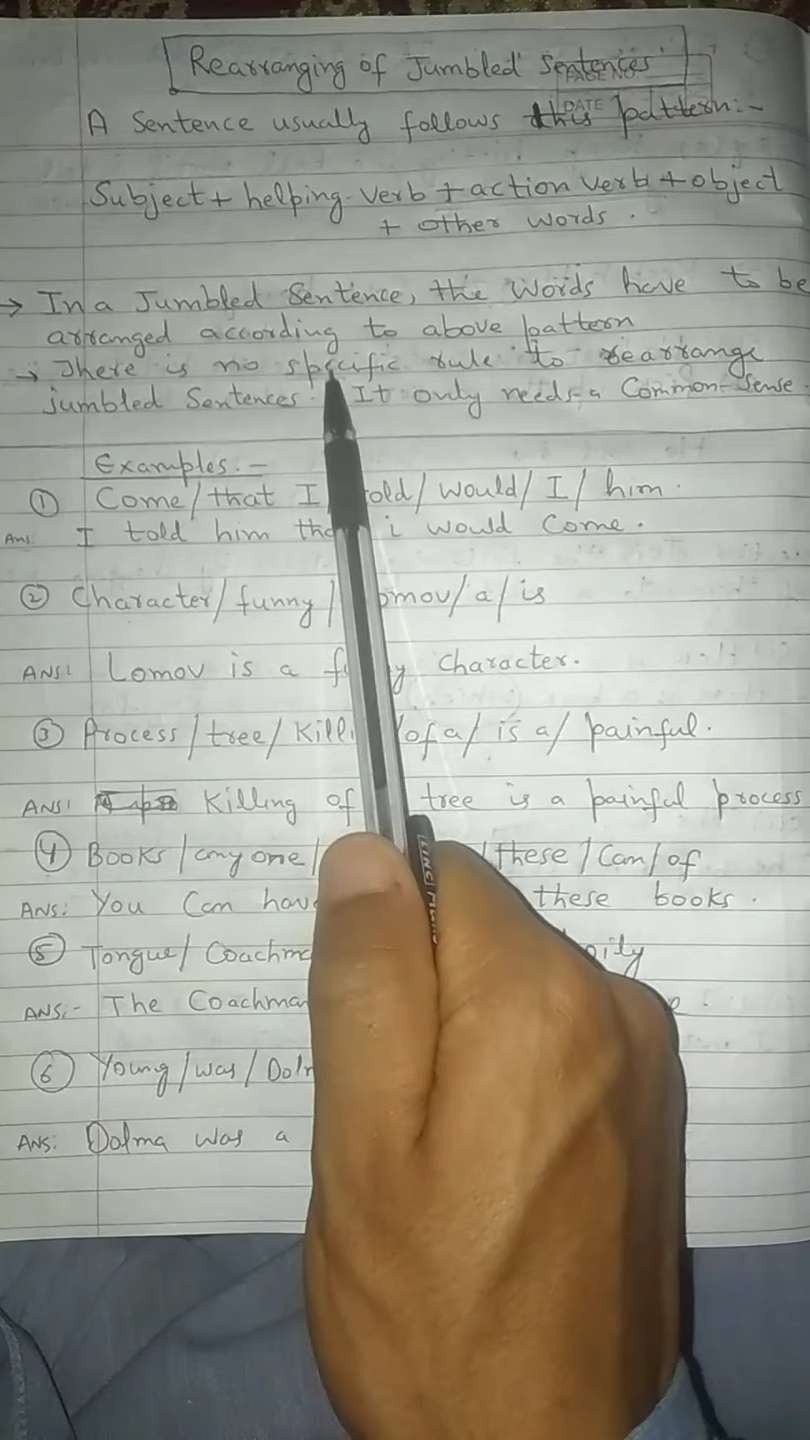 Rearranging of Jumbled Sentences
DATE
A Sentence usually follows this pattern:-
Subject + helping verb + action verb + object
+ other words.
→ In a Jumbled Sentence, the words have to be
arranged according to above pattern
→ There is no specific rule to rearrange
jumbled Sentences. It only needs a Common-Sense.
Examples:-
① Come/ that I / told/ would/ I/ him.
Ans: I told him that i would Come.
② Character/ funny / Lomov/ a/ is
ANS: Lomov is a funny Character.
③ Process/ tree/ Killing /of a/ is a/ painful.
ANS: Killing of tree is a painful process
④ Books / any one / / these / Can/ of
ANS: You Can have these books.
⑤ Tongue/ Coachma
ANS:- The Coachma
⑥ Young/was/ Dol
ANS: Dolma was a